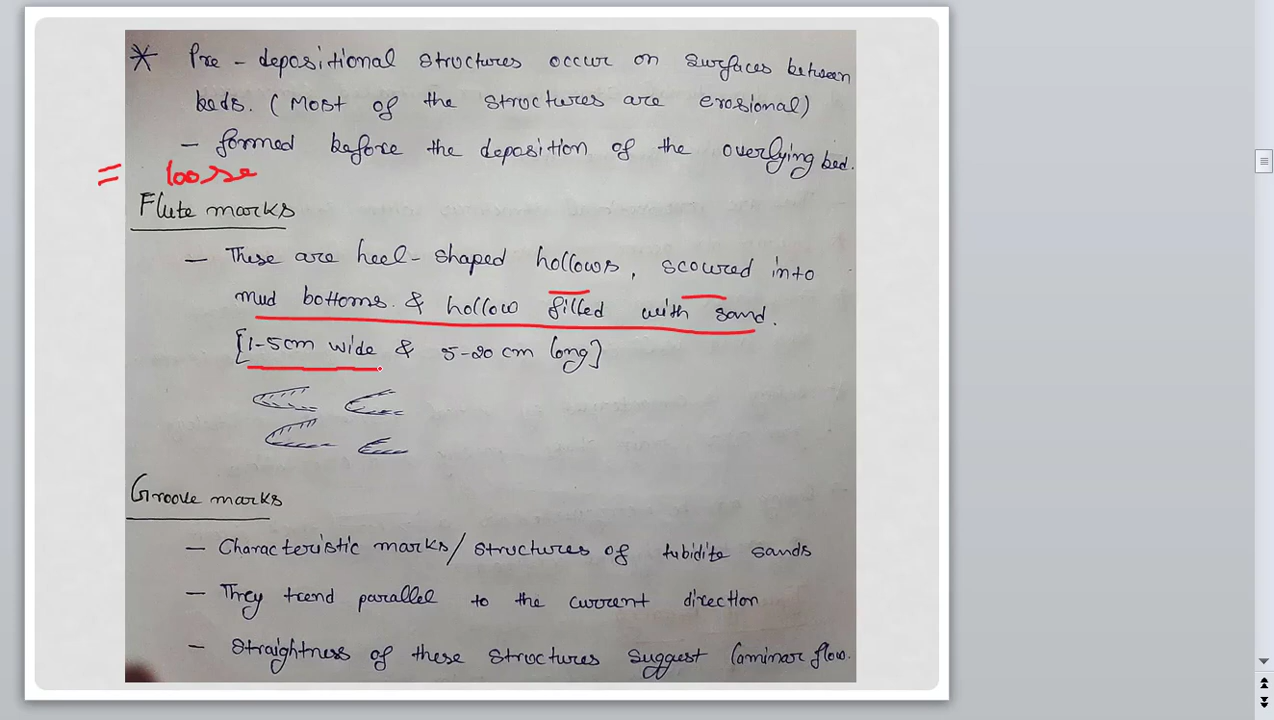 * Pre - depositional structures occur on surfaces between
beds. (Most of the structures are erosional)
- formed before the deposition of the overlying bed.
= loose
Flute marks
- These are heel - shaped hollows, scoured into
mud bottoms. & hollow filled with sand.
[1-5cm wide & 5-20 cm long]
Groove marks
- Characteristic marks/structures of tubidite sands
- They trend parallel to the current direction
- Straightness of these structures suggest laminar flow.